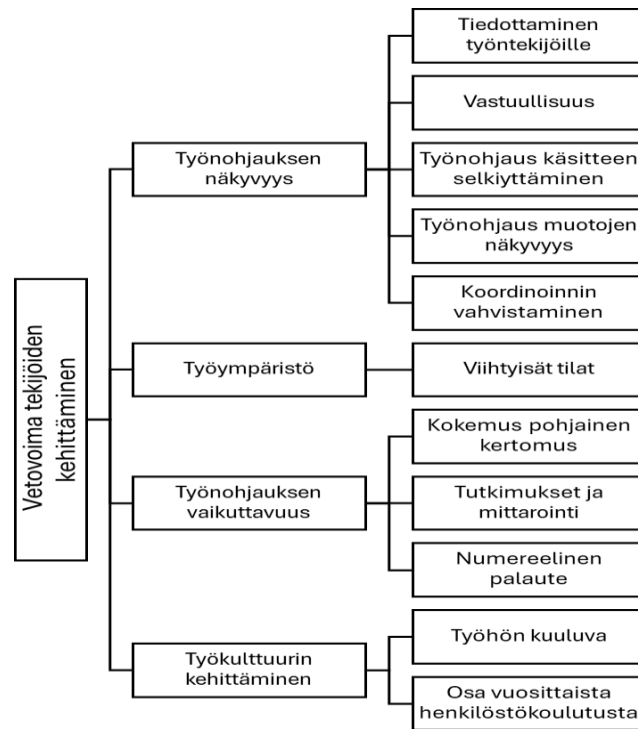 Vetovoima tekijöiden
kehittäminen
Työnohjauksen
näkyvyys
Tiedottaminen
työntekijöille
Vastuullisuus
Työnohjaus käsitteen
selkiyttäminen
Työnohjaus muotojen
näkyvyys
Koordinoinnin
vahvistaminen
Työympäristö
Viihtyisät tilat
Työnohjauksen
vaikuttavuus
Kokemus pohjainen
kertomus
Tutkimukset ja
mittarointi
Numereelinen
palaute
Työkulttuurin
kehittäminen
Työhön kuuluva
Osa vuosittaista
henkilöstökoulutusta